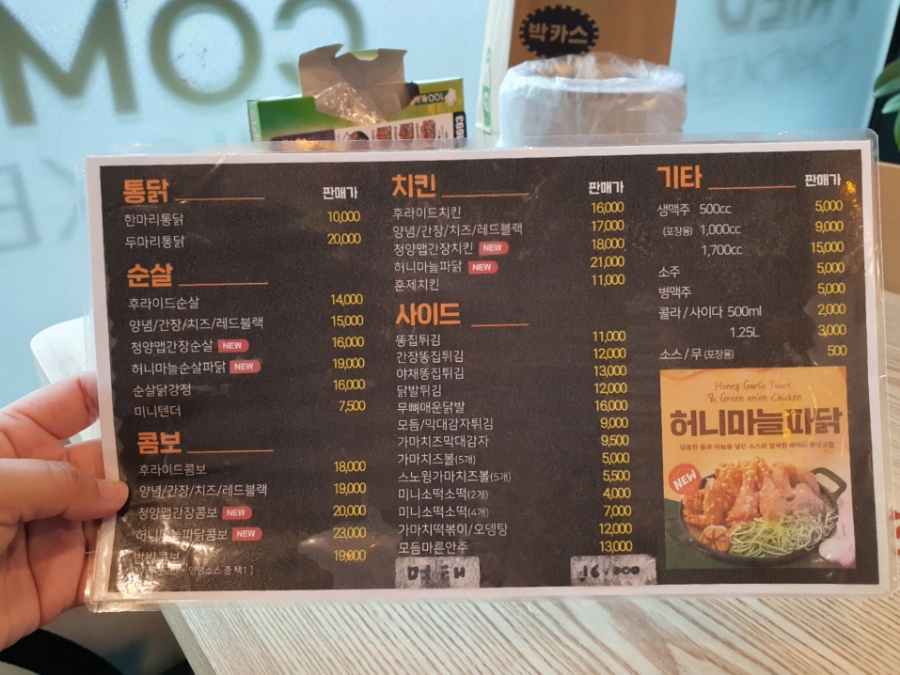 COM
박카스
통닭 판매가
한마리통닭 10,000
두마리통닭 20,000
순살
후라이드순살 14,000
양념/간장/치즈/레드블랙 15,000
청양맵간장순살 NEW 16,000
허니마늘순살파닭 NEW 19,000
순살닭강정 16,000
미니텐더 7,500
콤보
후라이드콤보 18,000
양념/간장/치즈/레드블랙 19,000
청양맵간장콤보 NEW 20,000
허니마늘파닭콤보 NEW 23,000
반반콤보 19,000
양념소스 중 택1 ]
치킨 판매가
후라이드치킨 16,000
양념/간장/치즈/레드블랙 17,000
청양맵간장치킨 NEW 18,000
허니마늘파닭 NEW 21,000
훈제치킨 11,000
사이드
똥집튀김 11,000
간장똥집튀김 12,000
야채똥집튀김 13,000
닭발튀김 12,000
무뼈매운닭발 16,000
모듬/막대감자튀김 9,000
가마치즈막대감자 9,500
가마치즈볼(5개) 5,000
스노윙가마치즈볼(5개) 5,500
미니소떡소떡(2개) 4,000
미니소떡소떡(4개) 7,000
가마치떡볶이/오뎅탕 12,000
모듬마른안주 13,000
기타 판매가
생맥주 500cc 5,000
(포장용) 1,000cc 9,000
1,700cc 15,000
소주 5,000
병맥주 5,000
콜라/사이다 500ml 2,000
1.25L 3,000
소스/무(포장용) 500
Honey Garlic Sauce
& Green onion Chicken
허니마늘파닭
NEW